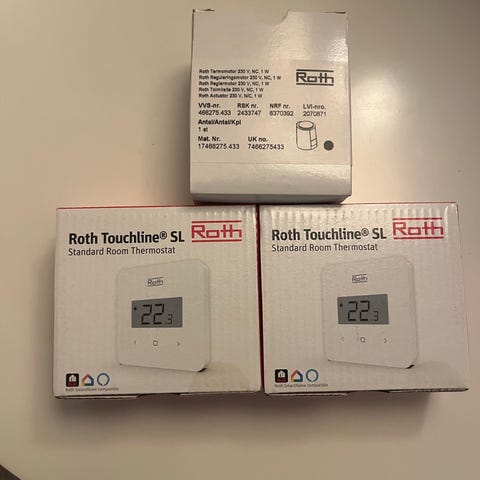 Roth Termomotor 230 V, NC, 1 W
Roth Reguleringsmotor 230 V, NC, 1 W
Roth Reglermotor 230 V, NC, 1 W
Roth Toimilaite 230 V, NC, 1 W
Roth Actuator 230 V, NC, 1 W
Roth
VVS-nr. RSK nr. NRF nr. LVI-nro.
466275.433 2433747 8370392 2070871
Antal/Antal/Kpl
1 st
Mat. Nr. UK no.
17466275.433 7466275433
Roth Touchline® SL Roth
Standard Room Thermostat
Roth
22.3
Roth SmartHome compatible
Roth Touchline® SL Roth
Standard Room Thermostat
Roth
22.3
Roth SmartHome compatible